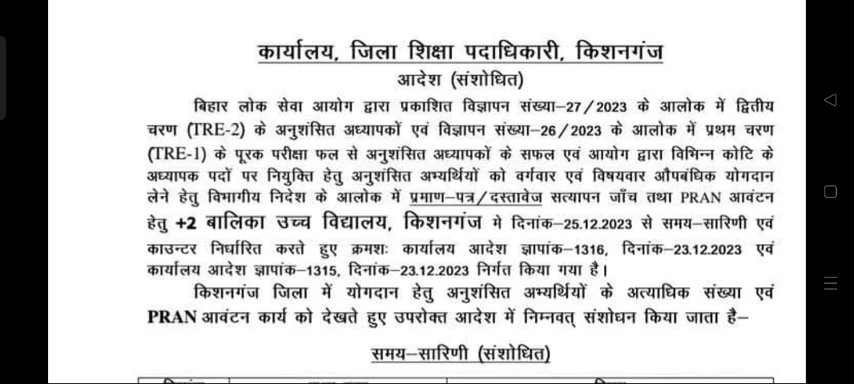 कार्यालय, जिला शिक्षा पदाधिकारी, किशनगंज
आदेश (संशोधित)
बिहार लोक सेवा आयोग द्वारा प्रकाशित विज्ञापन संख्या–27/2023 के आलोक में द्वितीय
चरण (TRE-2) के अनुशंसित अध्यापकों एवं विज्ञापन संख्या–26/2023 के आलोक में प्रथम चरण
(TRE-1) के पूरक परीक्षा फल से अनुशंसित अध्यापकों के सफल एवं आयोग द्वारा विभिन्न कोटि के
अध्यापक पदों पर नियुक्ति हेतु अनुशंसित अभ्यर्थियों को वर्गवार एवं विषयवार औपबंधिक योगदान
लेने हेतु विभागीय निदेश के आलोक में प्रमाण–पत्र/दस्तावेज सत्यापन जाँच तथा PRAN आवंटन
हेतु +2 बालिका उच्च विद्यालय, किशनगंज मे दिनांक–25.12.2023 से समय–सारिणी एवं
काउन्टर निर्धारित करते हुए क्रमशः कार्यालय आदेश ज्ञापांक–1316, दिनांक–23.12.2023 एवं
कार्यालय आदेश ज्ञापांक–1315, दिनांक–23.12.2023 निर्गत किया गया है।
किशनगंज जिला में योगदान हेतु अनुशंसित अभ्यर्थियों के अत्याधिक संख्या एवं
PRAN आवंटन कार्य को देखते हुए उपरोक्त आदेश में निम्नवत् संशोधन किया जाता है–
समय–सारिणी (संशोधित)